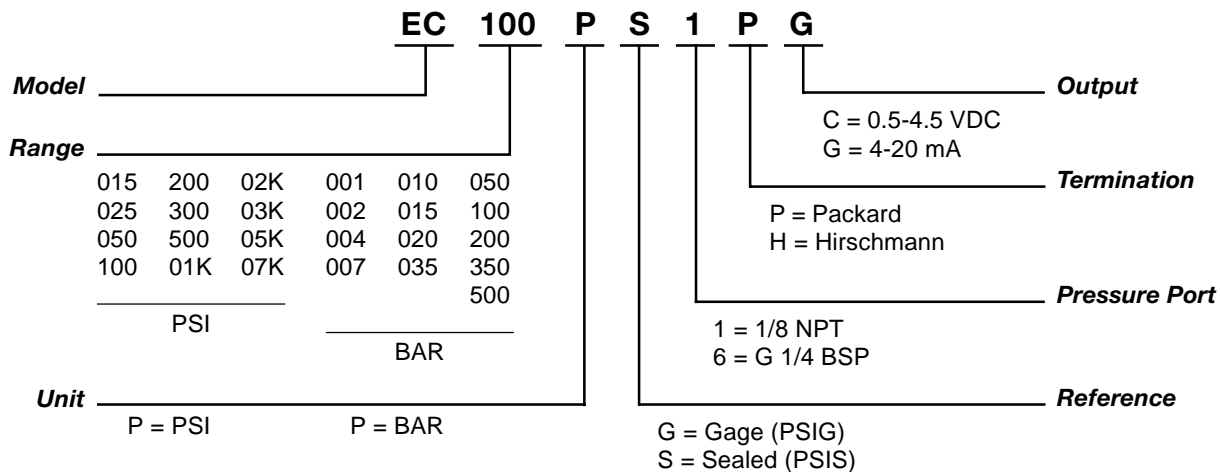 EC 100 P S 1 P G
Model
Output
C = 0.5-4.5 VDC
G = 4-20 mA
Range
015 200 02K 001 010 050
025 300 03K 002 015 100
050 500 05K 004 020 200
100 01K 07K 007 035 350
500
PSI
BAR
Termination
P = Packard
H = Hirschmann
Pressure Port
1 = 1/8 NPT
6 = G 1/4 BSP
Unit
P = PSI P = BAR
Reference
G = Gage (PSIG)
S = Sealed (PSIS)